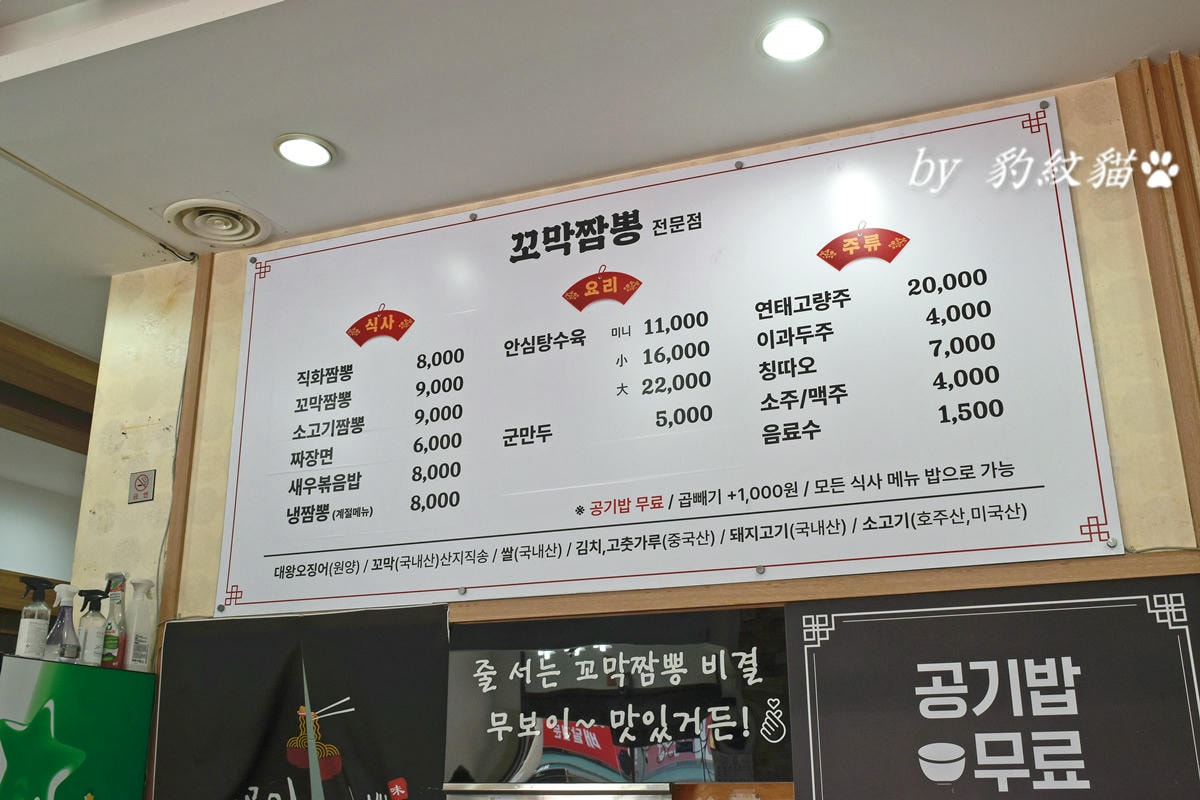 by 豹紋貓
꼬막짬뽕 전문점
식사
직화짬뽕 8,000
꼬막짬뽕 9,000
소고기짬뽕 9,000
짜장면 6,000
새우볶음밥 8,000
냉짬뽕 (계절메뉴) 8,000
요리
안심탕수육 미니 11,000
小 16,000
大 22,000
군만두 5,000
주류
연태고량주 20,000
이과두주 4,000
칭따오 7,000
소주/맥주 4,000
음료수 1,500
※ 공기밥 무료 / 곱빼기 +1,000원 / 모든 식사 메뉴 밥으로 가능
대왕오징어(원양) / 꼬막(국내산)산지직송 / 쌀(국내산) / 김치,고춧가루(중국산) / 돼지고기(국내산) / 소고기(호주산,미국산)
금연
줄 서는 꼬막짬뽕 비결
무보이~ 맛있거든!
공기밥
무료
味